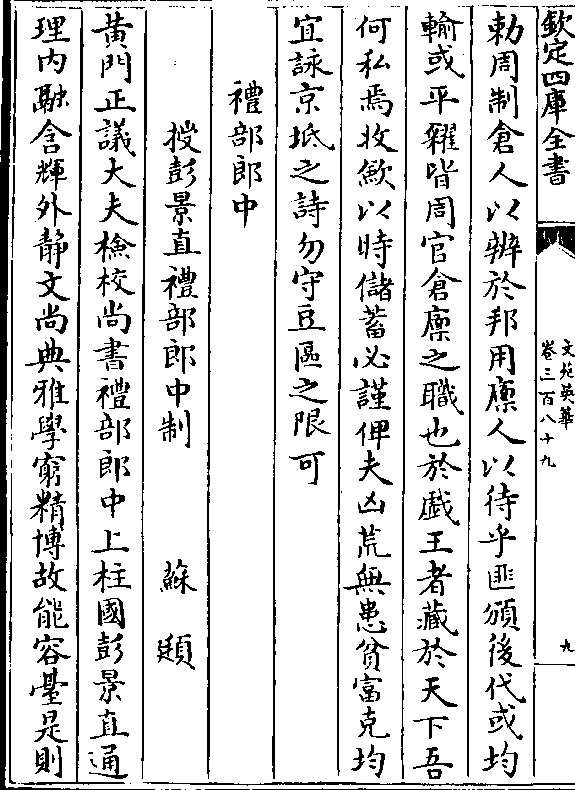 欽定四庫全書
文苑英華
卷三百八十九
九
勅周制倉人以辨於邦用廪人以待乎匪頒後代或均
輸或平糴皆周官倉廪之職也於戲王者藏於天下吾
何私焉收歛以時儲蓄必謹俾夫凶荒無患貧富克均
宜詠京坻之詩勿守豆區之限可
禮部郎中
授彭景直禮部郎中制 蘇頲
黄門正議大夫檢校尚書禮部郎中上柱國彭景直通
理内融含輝外靜文尚典雅學窮精博故能容臺是則